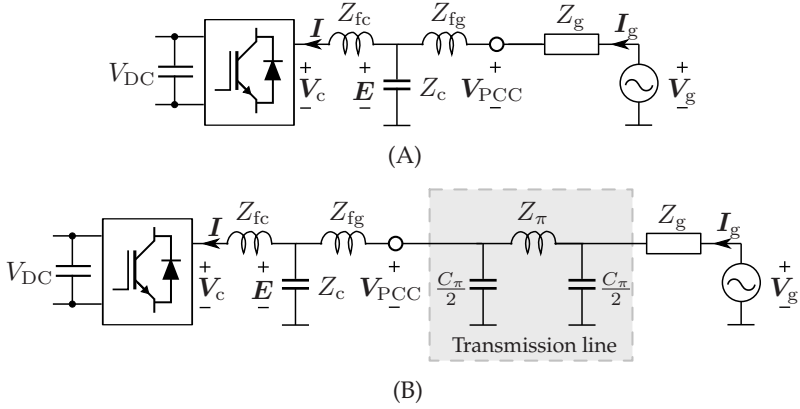 Z_fc Z_fg Z_g I_g
I
V_DC + V_c − + E − Z_c + V_PCC − + V_g −
(A)
Z_fc Z_fg Z_π Z_g I_g
I
V_DC + V_c − + E − Z_c + V_PCC − C_π/2 C_π/2 + V_g −
Transmission line
(B)